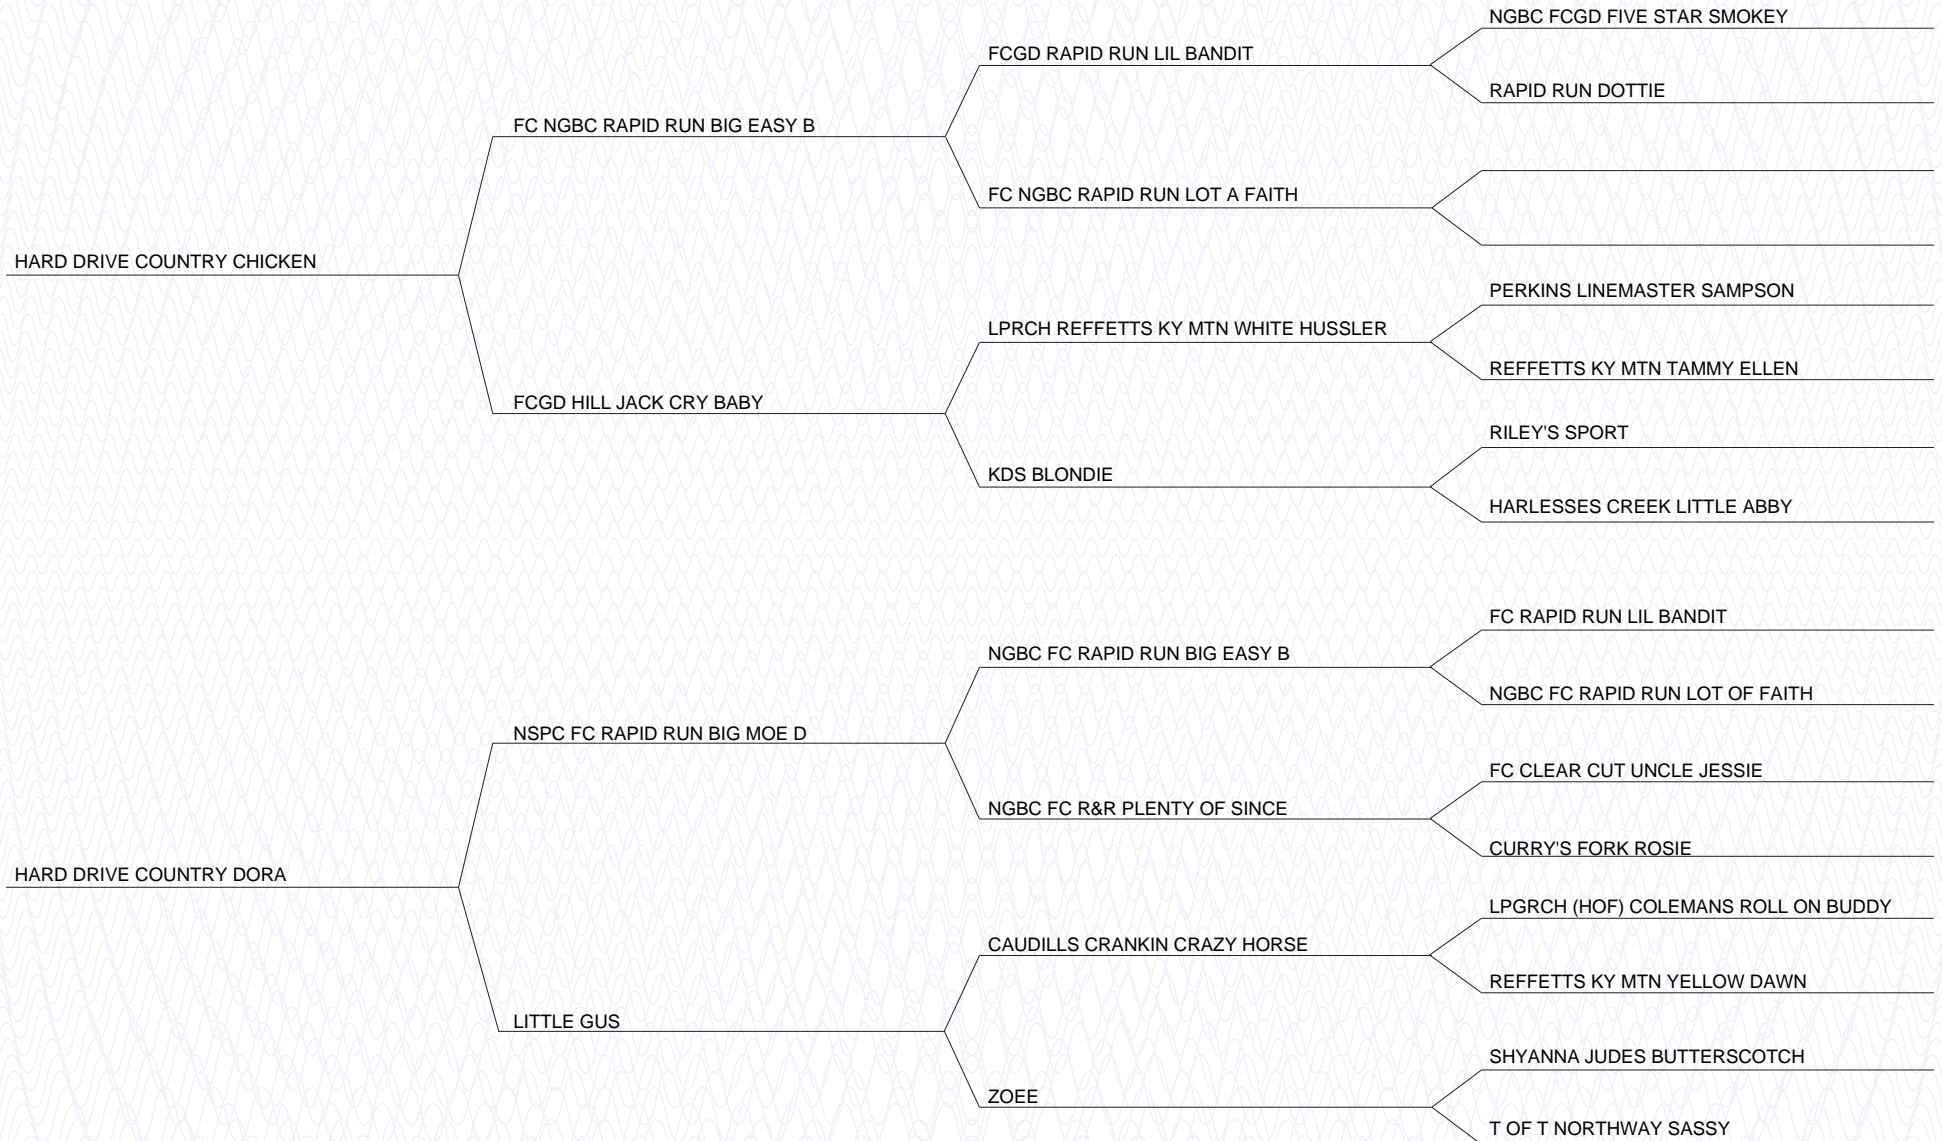 NGBC FCGD FIVE STAR SMOKEY
FCGD RAPID RUN LIL BANDIT
RAPID RUN DOTTIE
FC NGBC RAPID RUN BIG EASY B
FC NGBC RAPID RUN LOT A FAITH
HARD DRIVE COUNTRY CHICKEN
PERKINS LINEMASTER SAMPSON
LPRCH REFFETTS KY MTN WHITE HUSSLER
REFFETTS KY MTN TAMMY ELLEN
FCGD HILL JACK CRY BABY
RILEY'S SPORT
KDS BLONDIE
HARLESSES CREEK LITTLE ABBY
FC RAPID RUN LIL BANDIT
NGBC FC RAPID RUN BIG EASY B
NGBC FC RAPID RUN LOT OF FAITH
NSPC FC RAPID RUN BIG MOE D
FC CLEAR CUT UNCLE JESSIE
NGBC FC R&R PLENTY OF SINCE
CURRY'S FORK ROSIE
HARD DRIVE COUNTRY DORA
LPGRCH (HOF) COLEMANS ROLL ON BUDDY
CAUDILLS CRANKIN CRAZY HORSE
REFFETTS KY MTN YELLOW DAWN
LITTLE GUS
SHYANNA JUDES BUTTERSCOTCH
ZOEE
T OF T NORTHWAY SASSY